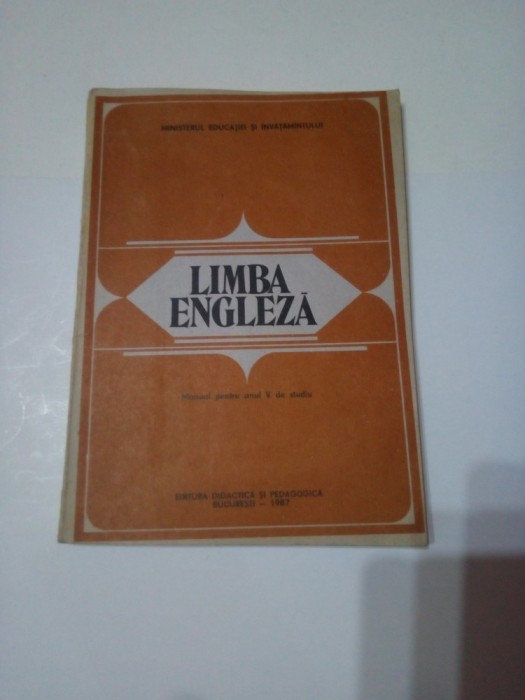 MINISTERUL EDUCAȚIEI ȘI ÎNVĂȚĂMÎNTULUI
LIMBA
ENGLEZĂ
Manual pentru anul V de studiu
EDITURA DIDACTICĂ ȘI PEDAGOGICĂ
BUCUREȘTI – 1987